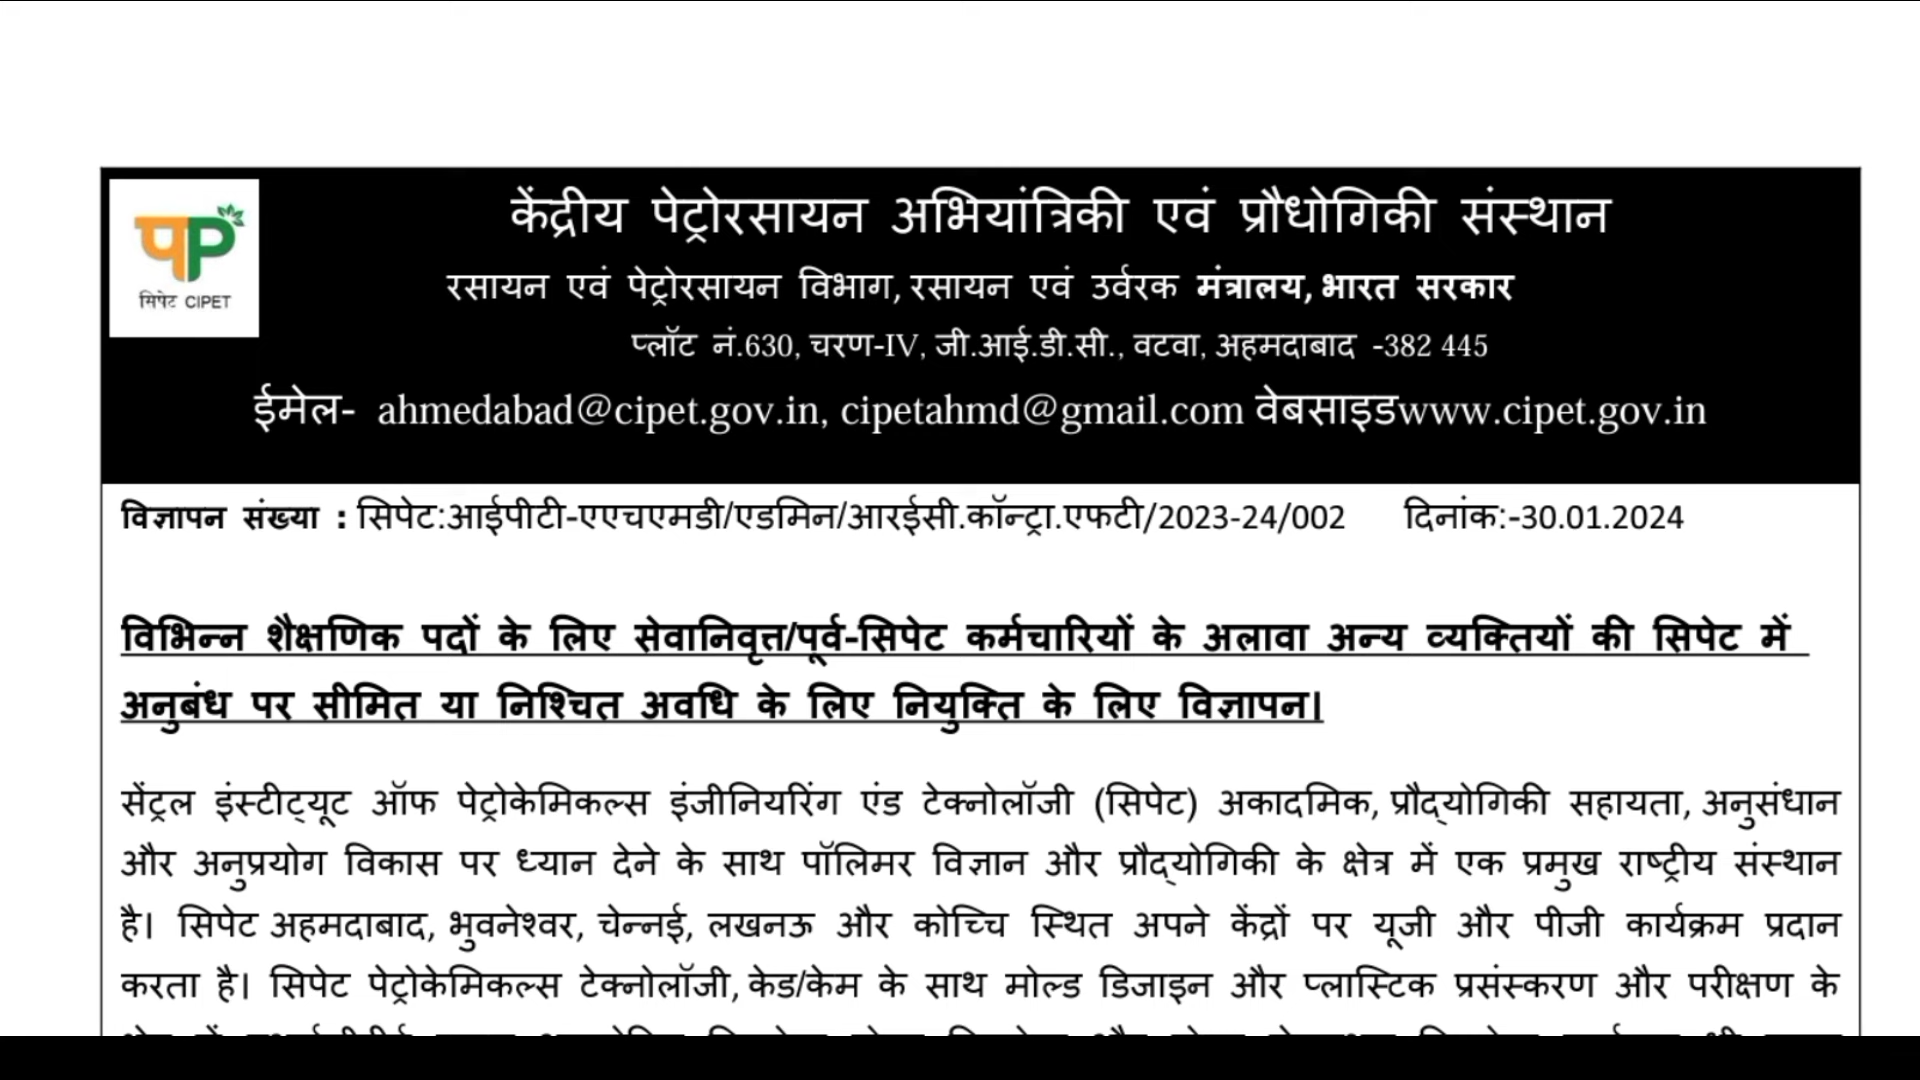 केंद्रीय पेट्रोरसायन अभियांत्रिकी एवं प्रौधोगिकी संस्थान
रसायन एवं पेट्रोरसायन विभाग, रसायन एवं उर्वरक मंत्रालय, भारत सरकार
सिपेट CIPET
प्लॉट नं.630, चरण-IV, जी.आई.डी.सी., वटवा, अहमदाबाद -382 445
ईमेल- ahmedabad@cipet.gov.in, cipetahmd@gmail.com वेबसाइडwww.cipet.gov.in
विज्ञापन संख्या : सिपेट:आईपीटी-एएचएमडी/एडमिन/आरईसी.कॉन्ट्रा.एफटी/2023-24/002 दिनांक:-30.01.2024
विभिन्न शैक्षणिक पदों के लिए सेवानिवृत्त/पूर्व-सिपेट कर्मचारियों के अलावा अन्य व्यक्तियों की सिपेट में
अनुबंध पर सीमित या निश्चित अवधि के लिए नियुक्ति के लिए विज्ञापन।
सेंट्रल इंस्टीट्यूट ऑफ पेट्रोकेमिकल्स इंजीनियरिंग एंड टेक्नोलॉजी (सिपेट) अकादमिक, प्रौद्योगिकी सहायता, अनुसंधान
और अनुप्रयोग विकास पर ध्यान देने के साथ पॉलिमर विज्ञान और प्रौद्योगिकी के क्षेत्र में एक प्रमुख राष्ट्रीय संस्थान
है। सिपेट अहमदाबाद, भुवनेश्वर, चेन्नई, लखनऊ और कोच्चि स्थित अपने केंद्रों पर यूजी और पीजी कार्यक्रम प्रदान
करता है। सिपेट पेट्रोकेमिकल्स टेक्नोलॉजी, केड/केम के साथ मोल्ड डिजाइन और प्लास्टिक प्रसंस्करण और परीक्षण के